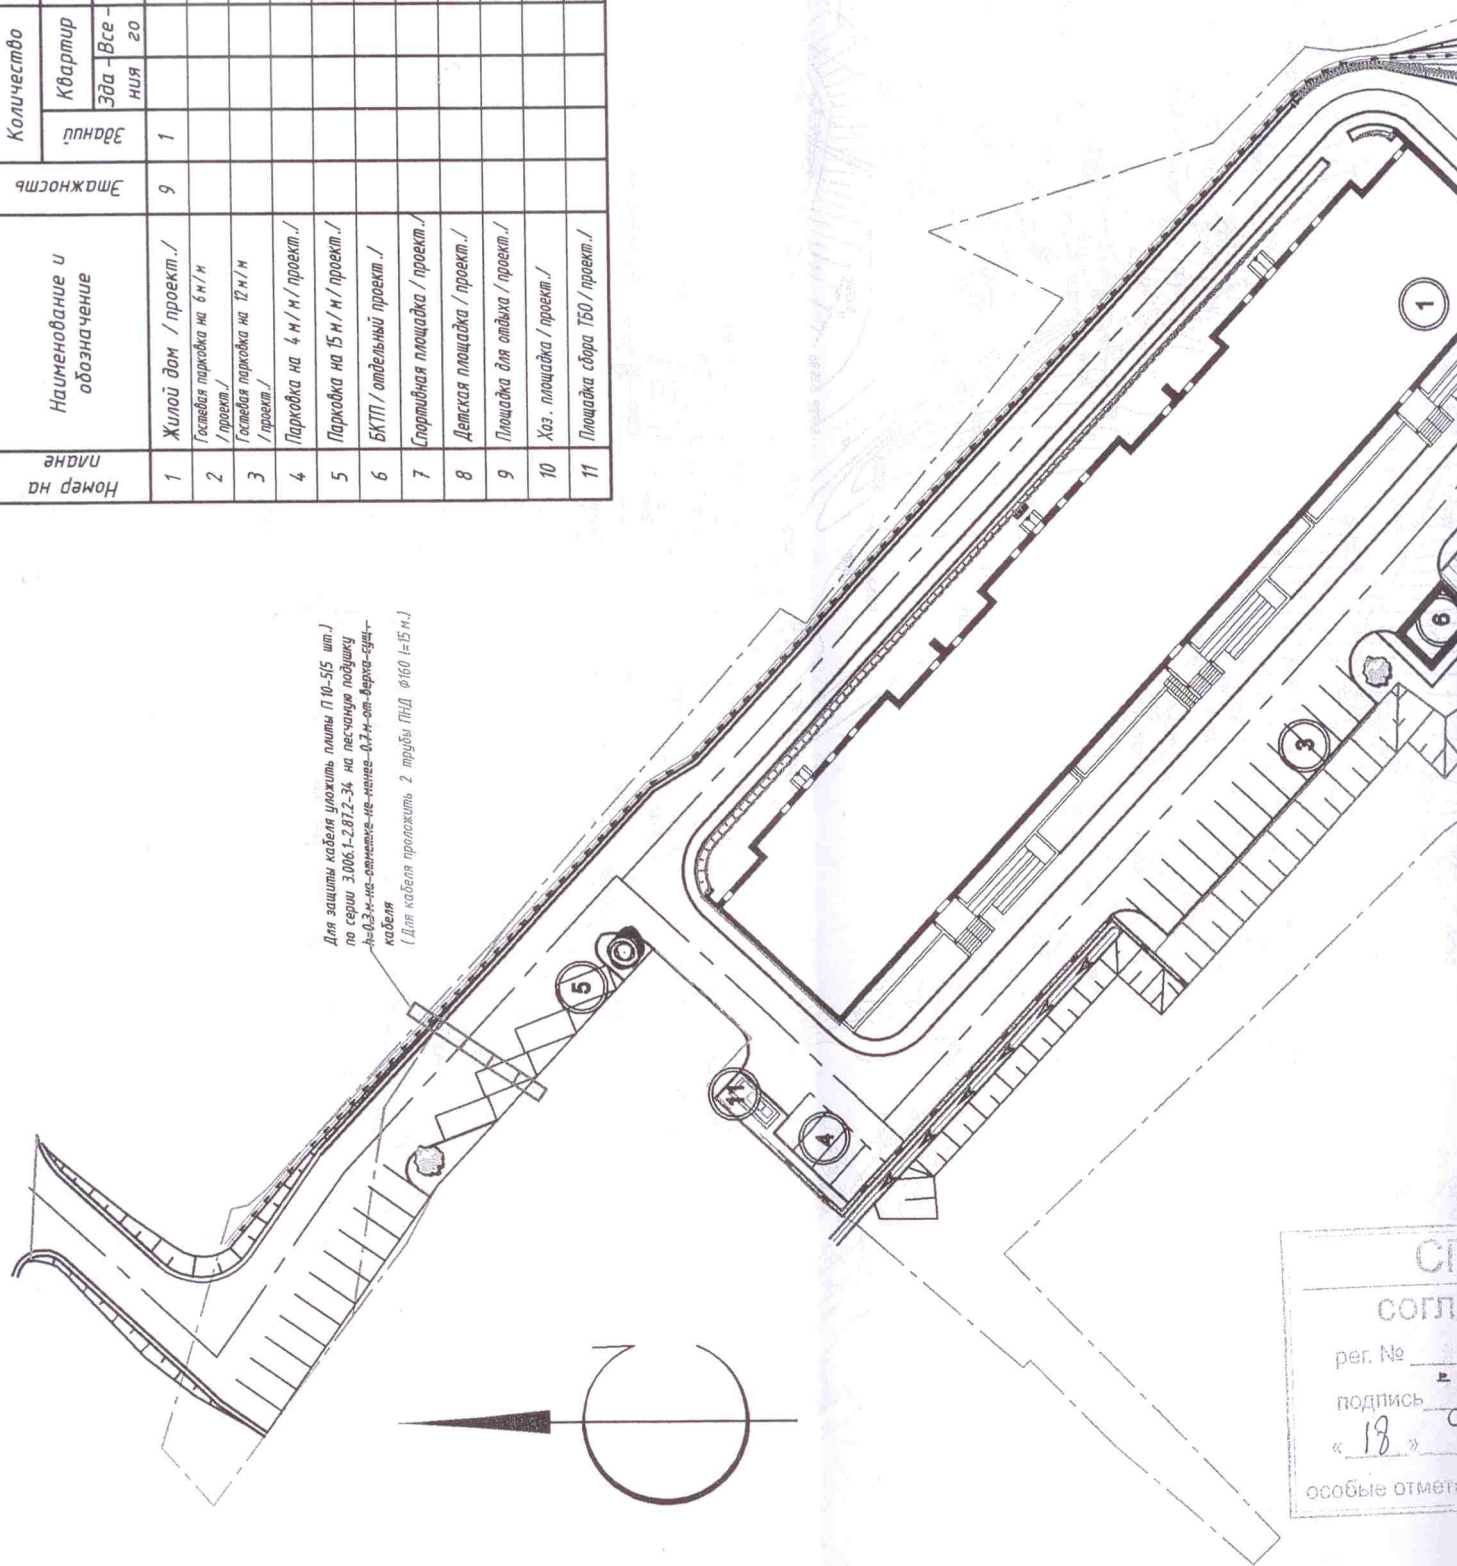 Номер на
плане
Наименование и
обозначение
Этажность
Количество
Зданий
Квартир
Зда-
ния
Все-
го
1 Жилой дом /проект./ 9 1
2 Гостевая парковка на 6 м/м
/проект./
3 Гостевая парковка на 12 м/м
/проект./
4 Парковка на 4 м/м/проект./
5 Парковка на 15 м/м/проект./
6 БКТП/отдельный проект./
7 Спортивная площадка /проект./
8 Детская площадка /проект./
9 Площадка для отдыха /проект./
10 Хоз. площадка /проект./
11 Площадка сбора ТБО /проект./
Для защиты кабеля уложить плиты П 10-5(5 шт.)
по серии 3.006.1-2.87.2-34 на песчаную подушку
h=0.3 м на отметке не менее 0.7 м от верха сущ.
кабеля
(Для кабеля проложить 2 трубы ПНД Ф160 l=15 м.)
1
6
3
5
11
4
СОГЛ
рег. №
подпись
« 18 »
особые отмет